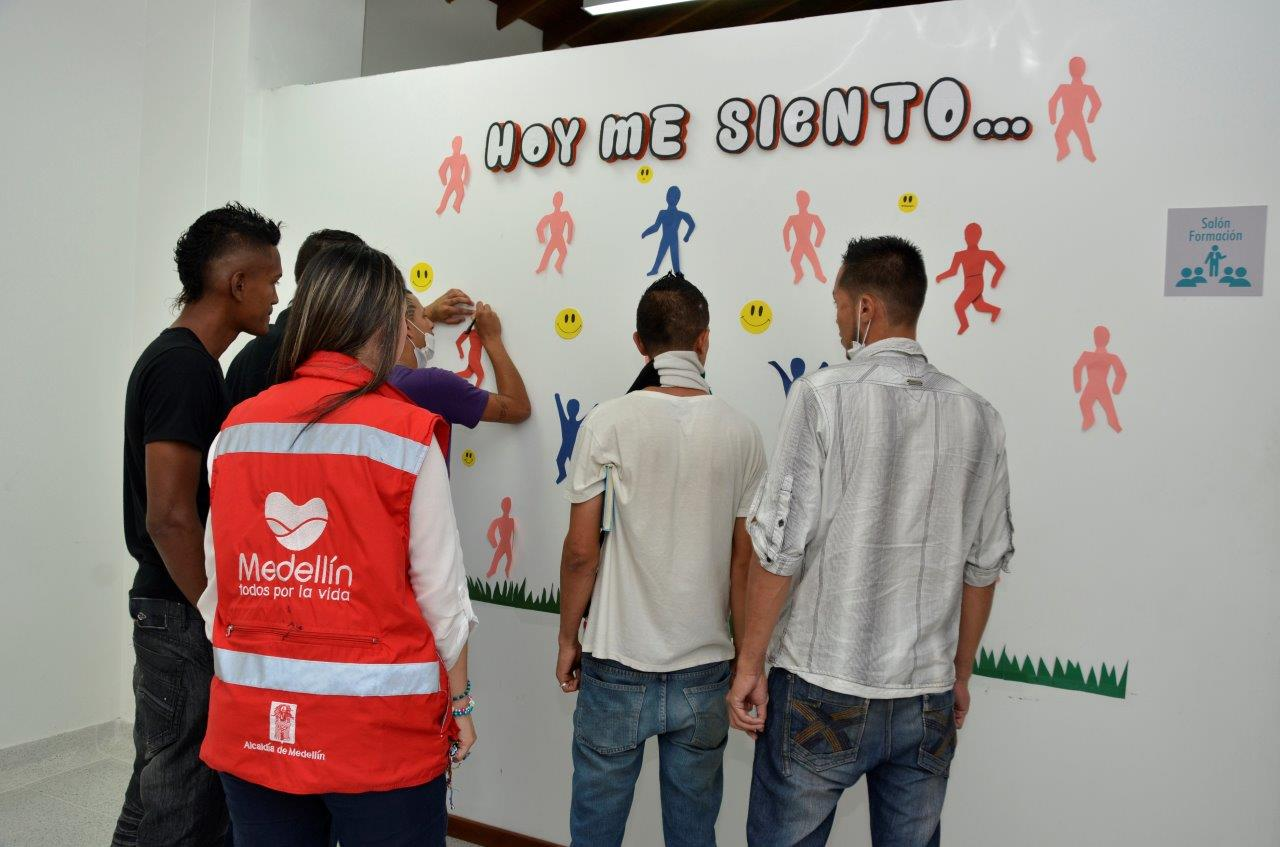 HOY ME SIENTO...
Salón
Formación
Medellín
todos por la vida
Alcaldía de Medellín